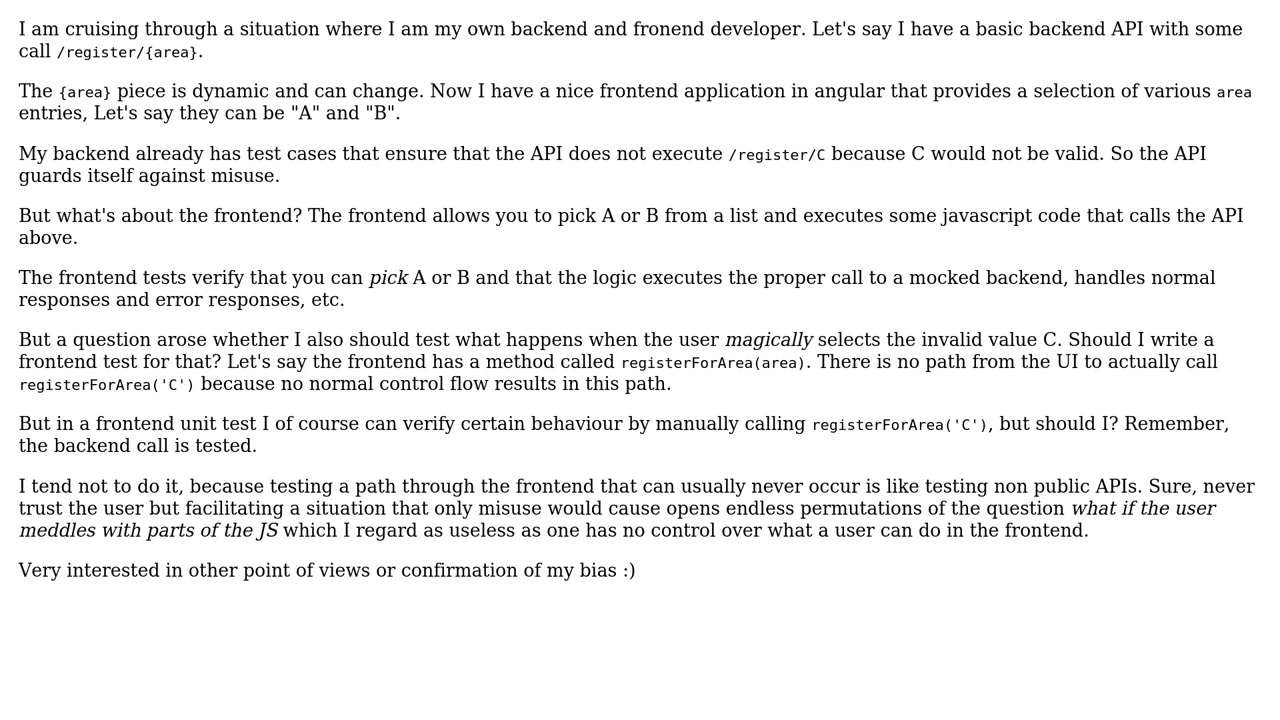 I am cruising through a situation where I am my own backend and fronend developer. Let's say I have a basic backend API with some
call /register/{area}.
The {area} piece is dynamic and can change. Now I have a nice frontend application in angular that provides a selection of various area
entries, Let's say they can be "A" and "B".
My backend already has test cases that ensure that the API does not execute /register/C because C would not be valid. So the API
guards itself against misuse.
But what's about the frontend? The frontend allows you to pick A or B from a list and executes some javascript code that calls the API
above.
The frontend tests verify that you can pick A or B and that the logic executes the proper call to a mocked backend, handles normal
responses and error responses, etc.
But a question arose whether I also should test what happens when the user magically selects the invalid value C. Should I write a
frontend test for that? Let's say the frontend has a method called registerForArea(area). There is no path from the UI to actually call
registerForArea('C') because no normal control flow results in this path.
But in a frontend unit test I of course can verify certain behaviour by manually calling registerForArea('C'), but should I? Remember,
the backend call is tested.
I tend not to do it, because testing a path through the frontend that can usually never occur is like testing non public APIs. Sure, never
trust the user but facilitating a situation that only misuse would cause opens endless permutations of the question what if the user
meddles with parts of the JS which I regard as useless as one has no control over what a user can do in the frontend.
Very interested in other point of views or confirmation of my bias :)